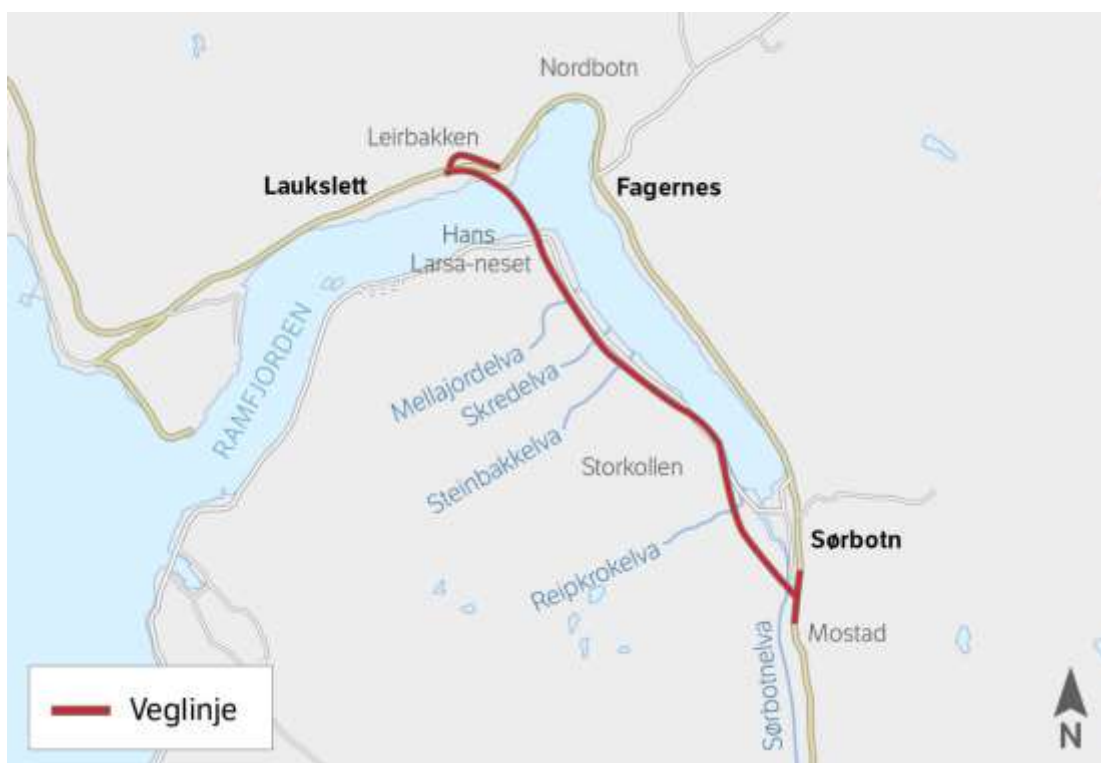 Nordbotn
Leirbakken
Laukslett
Fagernes
Hans
Larsa-neset
RAMFJORDEN
Mellajordelva
Skredelva
Steinbakkelva
Storkollen
Reipkrokelva
Sørbotn
Mostad
Sørbotnelva
Veglinje
N